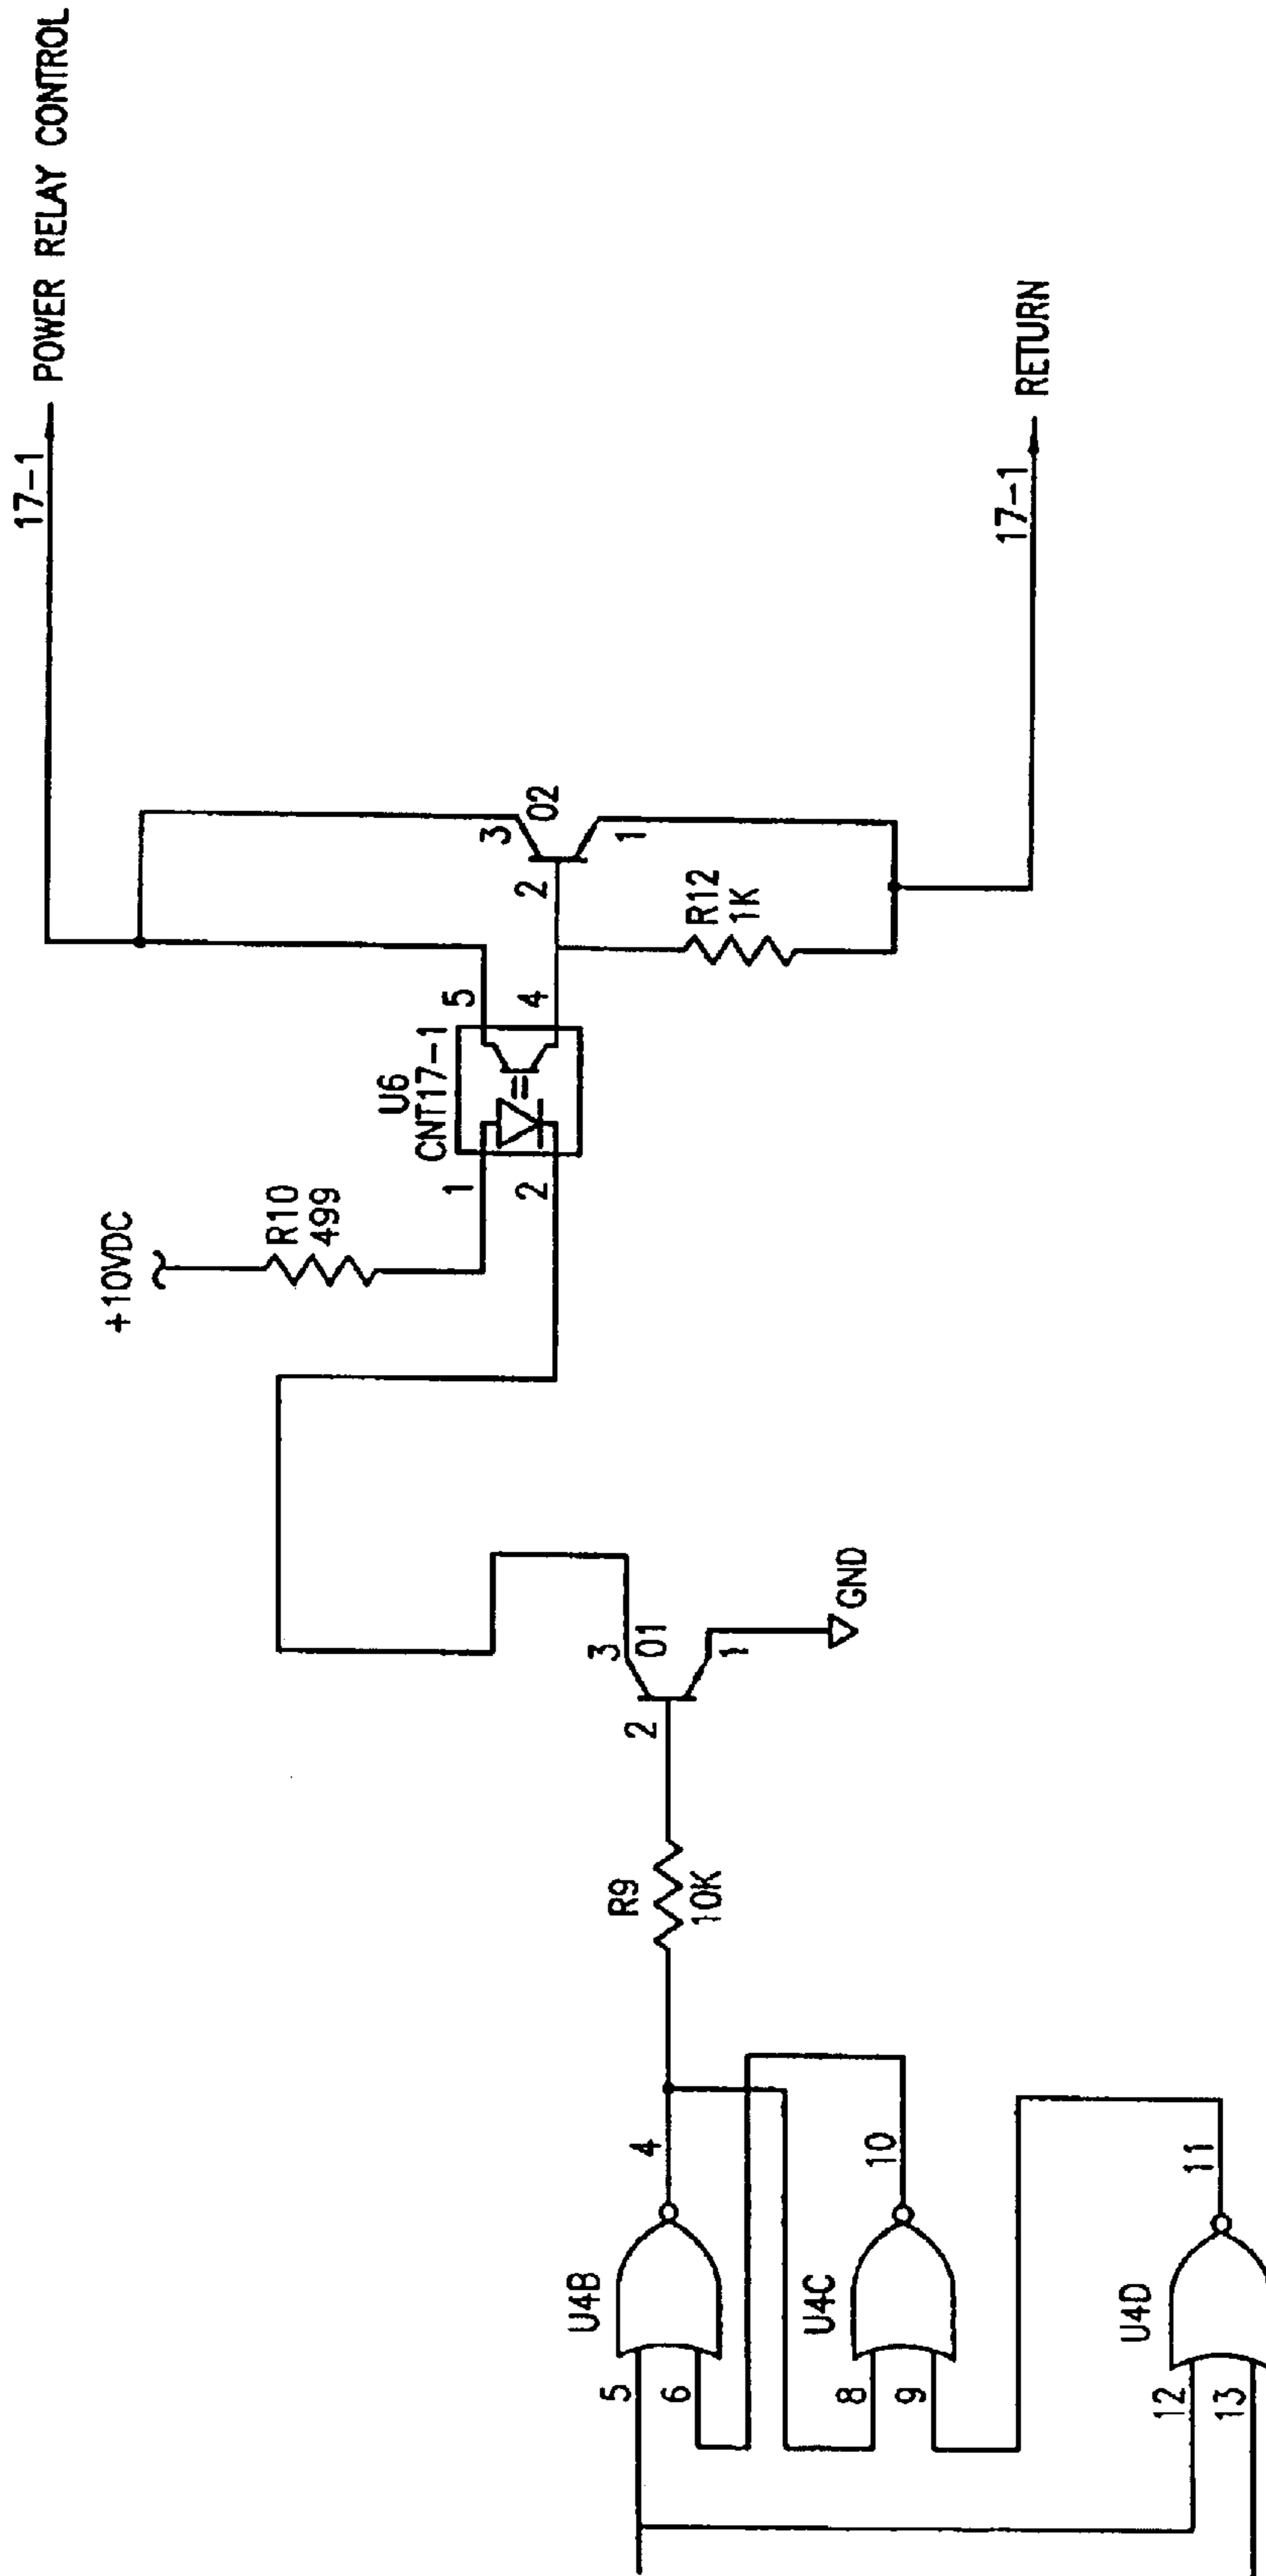 17-1
POWER RELAY CONTROL
+10VDC
R10
499
U6
CNT17-1
1
2
5
4
3
02
2
1
R12
1K
17-1
RETURN
3
01
2
1
GND
R9
10K
U4B
5
6
4
U4C
8
9
10
U4D
12
13
11